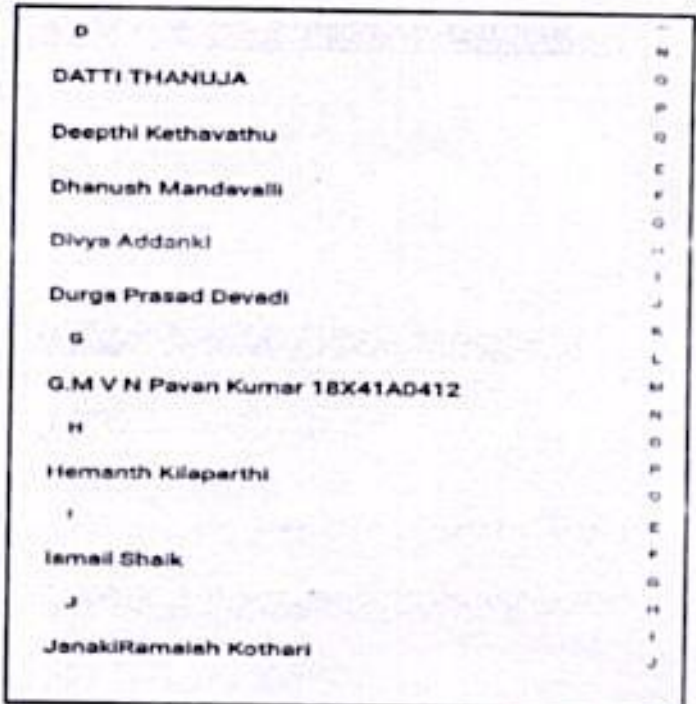 D
DATTI THANUJA
Deepthi Kethavathu
Dhanush Mandavalli
Divya Addanki
Durga Prasad Devadi
G
G.M V N Pavan Kumar 18X41A0412
H
Hemanth Kilaparthi
I
Ismail Shaik
J
JanakiRamaiah Kothari
N
O
P
Q
E
F
G
H
I
J
K
L
M
N
O
P
Q
E
F
G
H
I
J